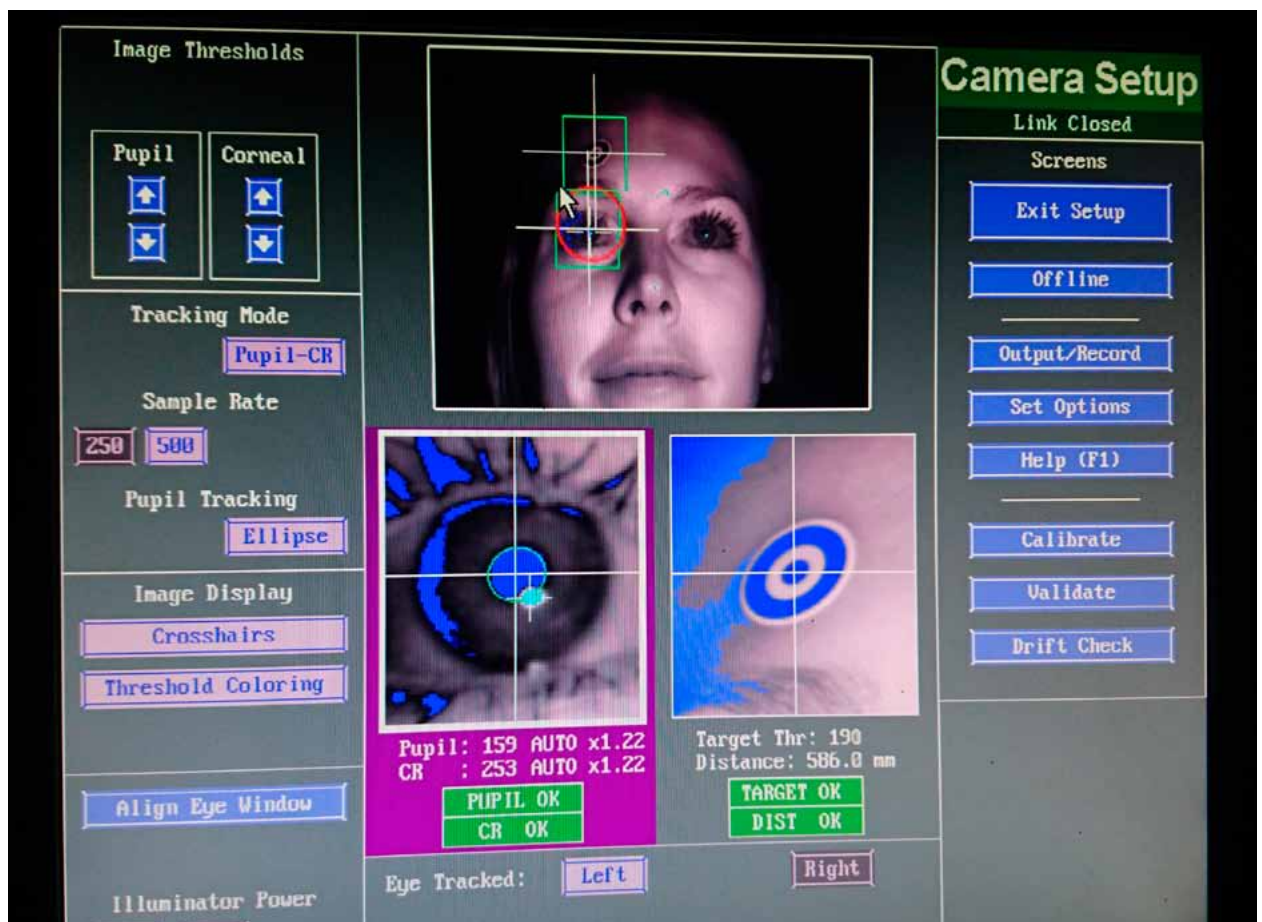 Image Thresholds
Pupil
Corneal
Tracking Mode
Pupil-CR
Sample Rate
250
500
Pupil Tracking
Ellipse
Image Display
Crosshairs
Threshold Coloring
Align Eye Window
Illuminator Power
Pupil: 159 AUTO x1.22
CR : 253 AUTO x1.22
PUPIL OK
CR OK
Target Thr: 190
Distance: 586.0 mm
TARGET OK
DIST OK
Eye Tracked: Left Right
Camera Setup
Link Closed
Screens
Exit Setup
Offline
Output/Record
Set Options
Help (F1)
Calibrate
Validate
Drift Check